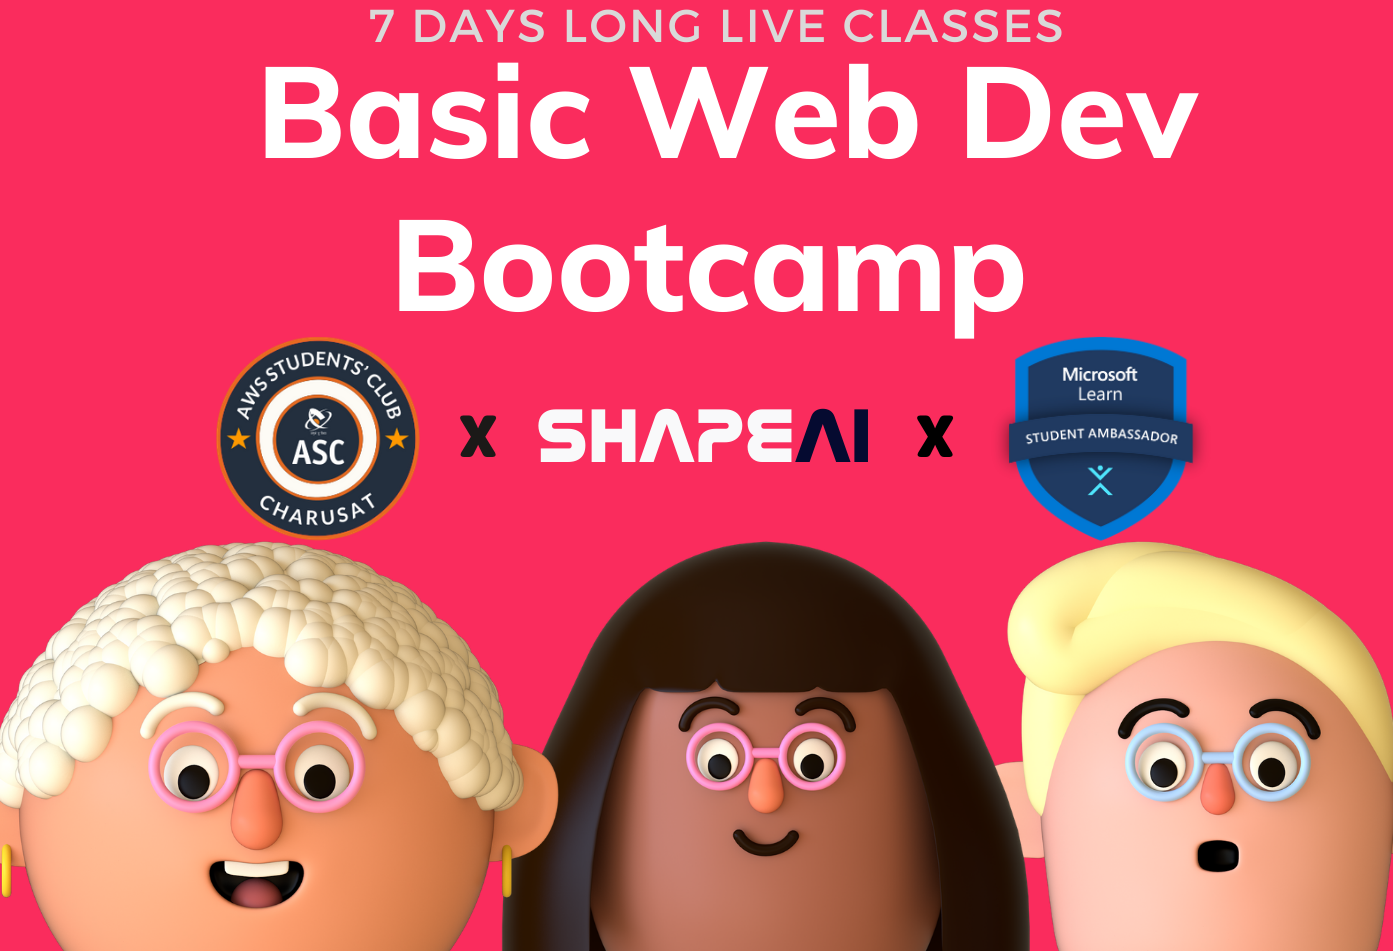 7 DAYS LONG LIVE CLASSES
Basic Web Dev
Bootcamp
AWS STUDENTS' CLUB
ASC
CHARUSAT
X
SHAPEAI
X
Microsoft
Learn
STUDENT AMBASSADOR